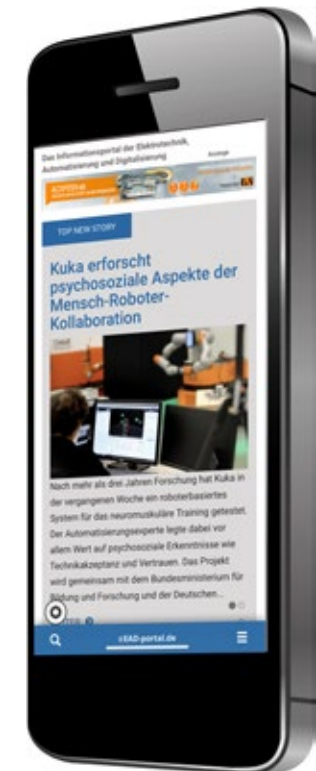 Das Informationsportal der Elektrotechnik,
Automatisierung und Digitalisierung
Anzeige
TOP NEW STORY
Kuka erforscht
psychosoziale Aspekte der
Mensch-Roboter-
Kollaboration
Nach mehr als drei Jahren Forschung hat Kuka in
der vergangenen Woche ein roboterbasiertes
System für das neuromuskuläre Training getestet.
Der Automatisierungsexperte legte dabei vor
allem Wert auf psychosoziale Erkenntnisse wie
Technikakzeptanz und Vertrauen. Das Projekt
wird gemeinsam mit dem Bundesministerium für
Bildung und Forschung und der Deutschen...
EAD-portal.de